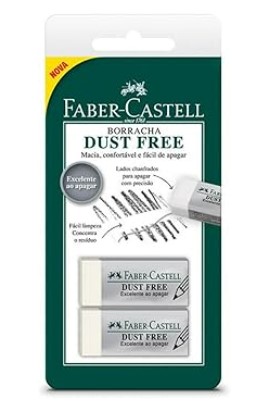 NOVA
FABER-CASTELL
since 1761
BORRACHA
DUST FREE
Macia, confortável e fácil de apagar
Excelente
ao apagar
Lados chanfrados
para apagar
com precisão
Fácil limpeza
Concentra
o resíduo
FABER-CASTELL
DUST FREE
Excelente ao apagar
FABER-CASTELL
DUST FREE
Excelente ao apagar